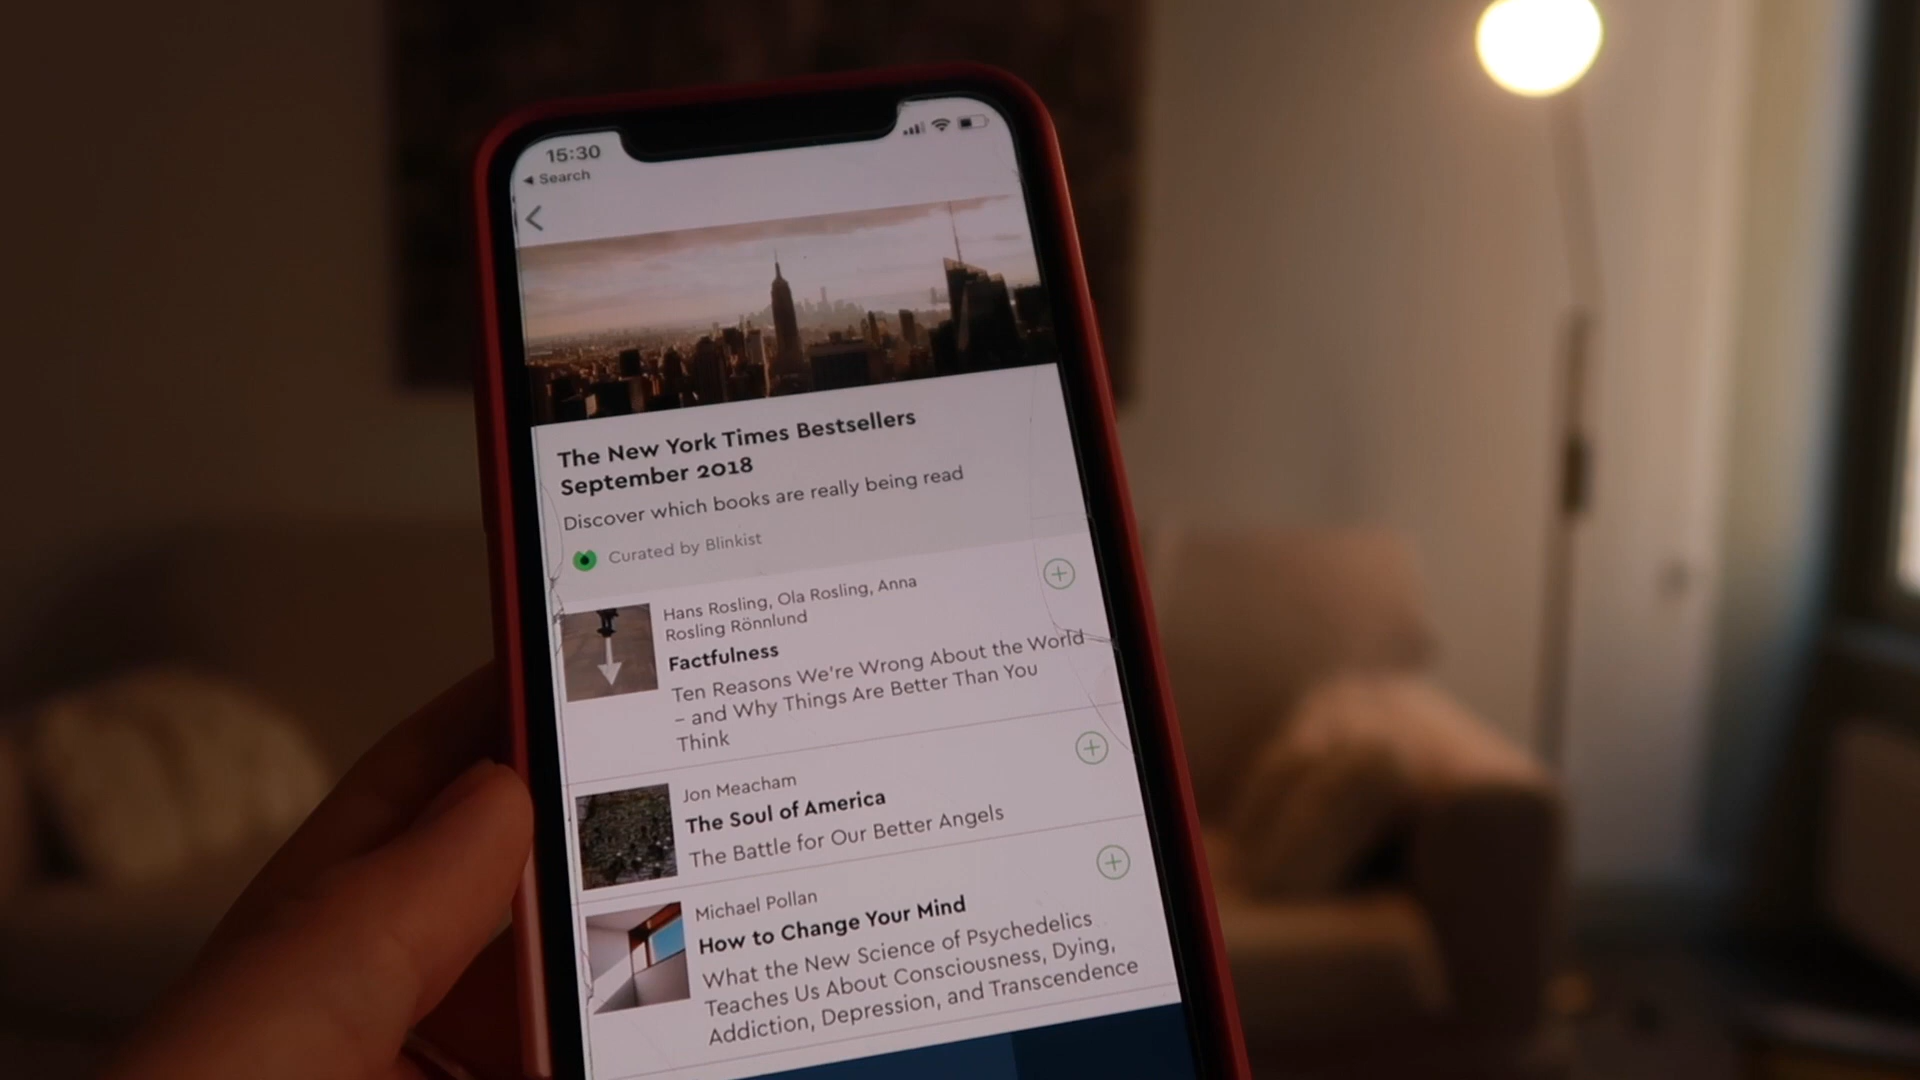 15:30
◄ Search
The New York Times Bestsellers
September 2018
Discover which books are really being read
Curated by Blinkist
Hans Rosling, Ola Rosling, Anna
Rosling Rönnlund
Factfulness
Ten Reasons We're Wrong About the World
– and Why Things Are Better Than You
Think
Jon Meacham
The Soul of America
The Battle for Our Better Angels
Michael Pollan
How to Change Your Mind
What the New Science of Psychedelics
Teaches Us About Consciousness, Dying,
Addiction, Depression, and Transcendence